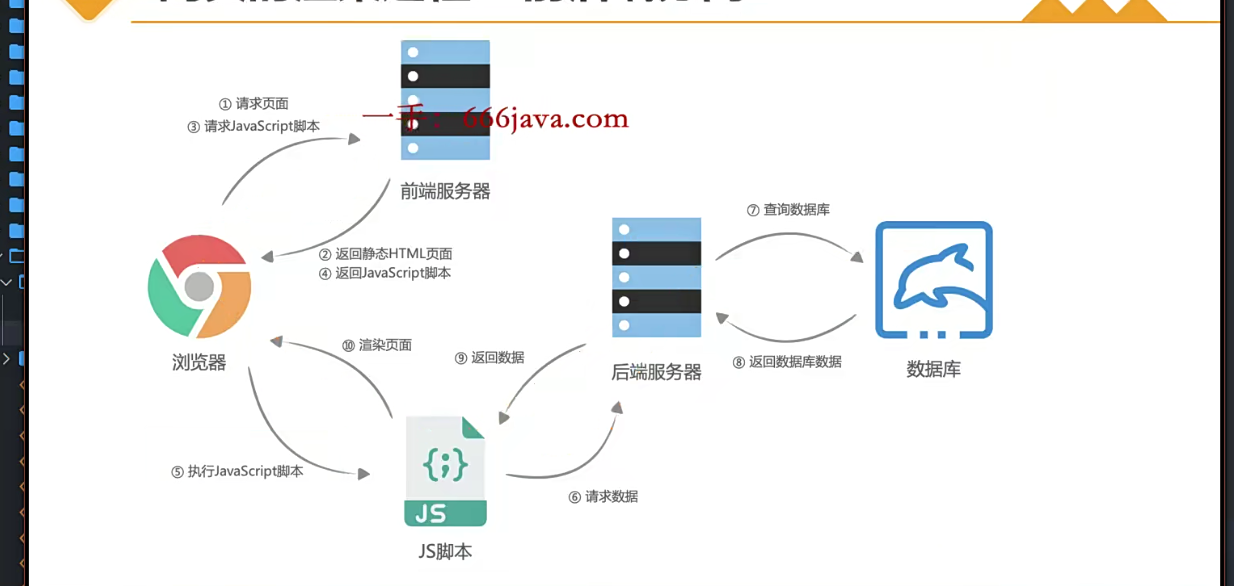 ① 请求页面
③ 请求JavaScript脚本
一手：666java.com
前端服务器
② 返回静态HTML页面
④ 返回JavaScript脚本
⑦ 查询数据库
浏览器
⑩ 渲染页面
⑨ 返回数据
后端服务器
⑧ 返回数据库数据
数据库
⑤ 执行JavaScript脚本
{;}
JS
⑥ 请求数据
JS脚本